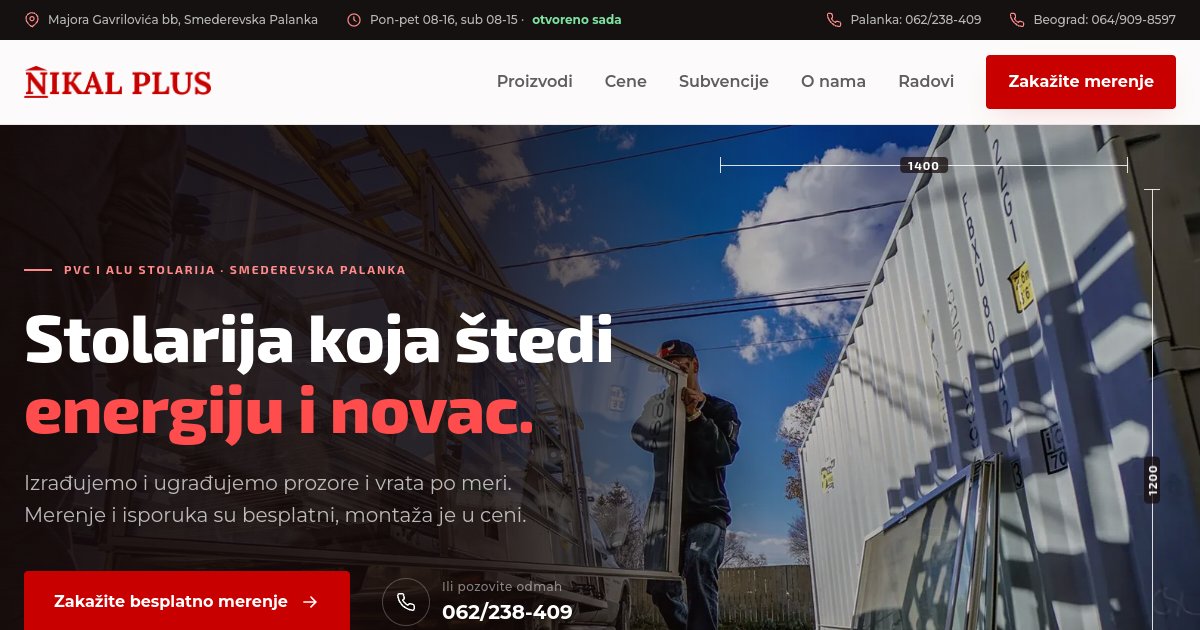 Majora Gavrilovića bb, Smederevska Palanka
Pon-pet 08-16, sub 08-15 · otvoreno sada
Palanka: 062/238-409
Beograd: 064/909-8597
NIKAL PLUS
Proizvodi
Cene
Subvencije
O nama
Radovi
Zakažite merenje
1400
22G1
1200
PVC I ALU STOLARIJA · SMEDEREVSKA PALANKA
Stolarija koja štedi
energiju i novac.
Izrađujemo i ugrađujemo prozore i vrata po meri.
Merenje i isporuka su besplatni, montaža je u ceni.
Zakažite besplatno merenje →
Ili pozovite odmah
062/238-409